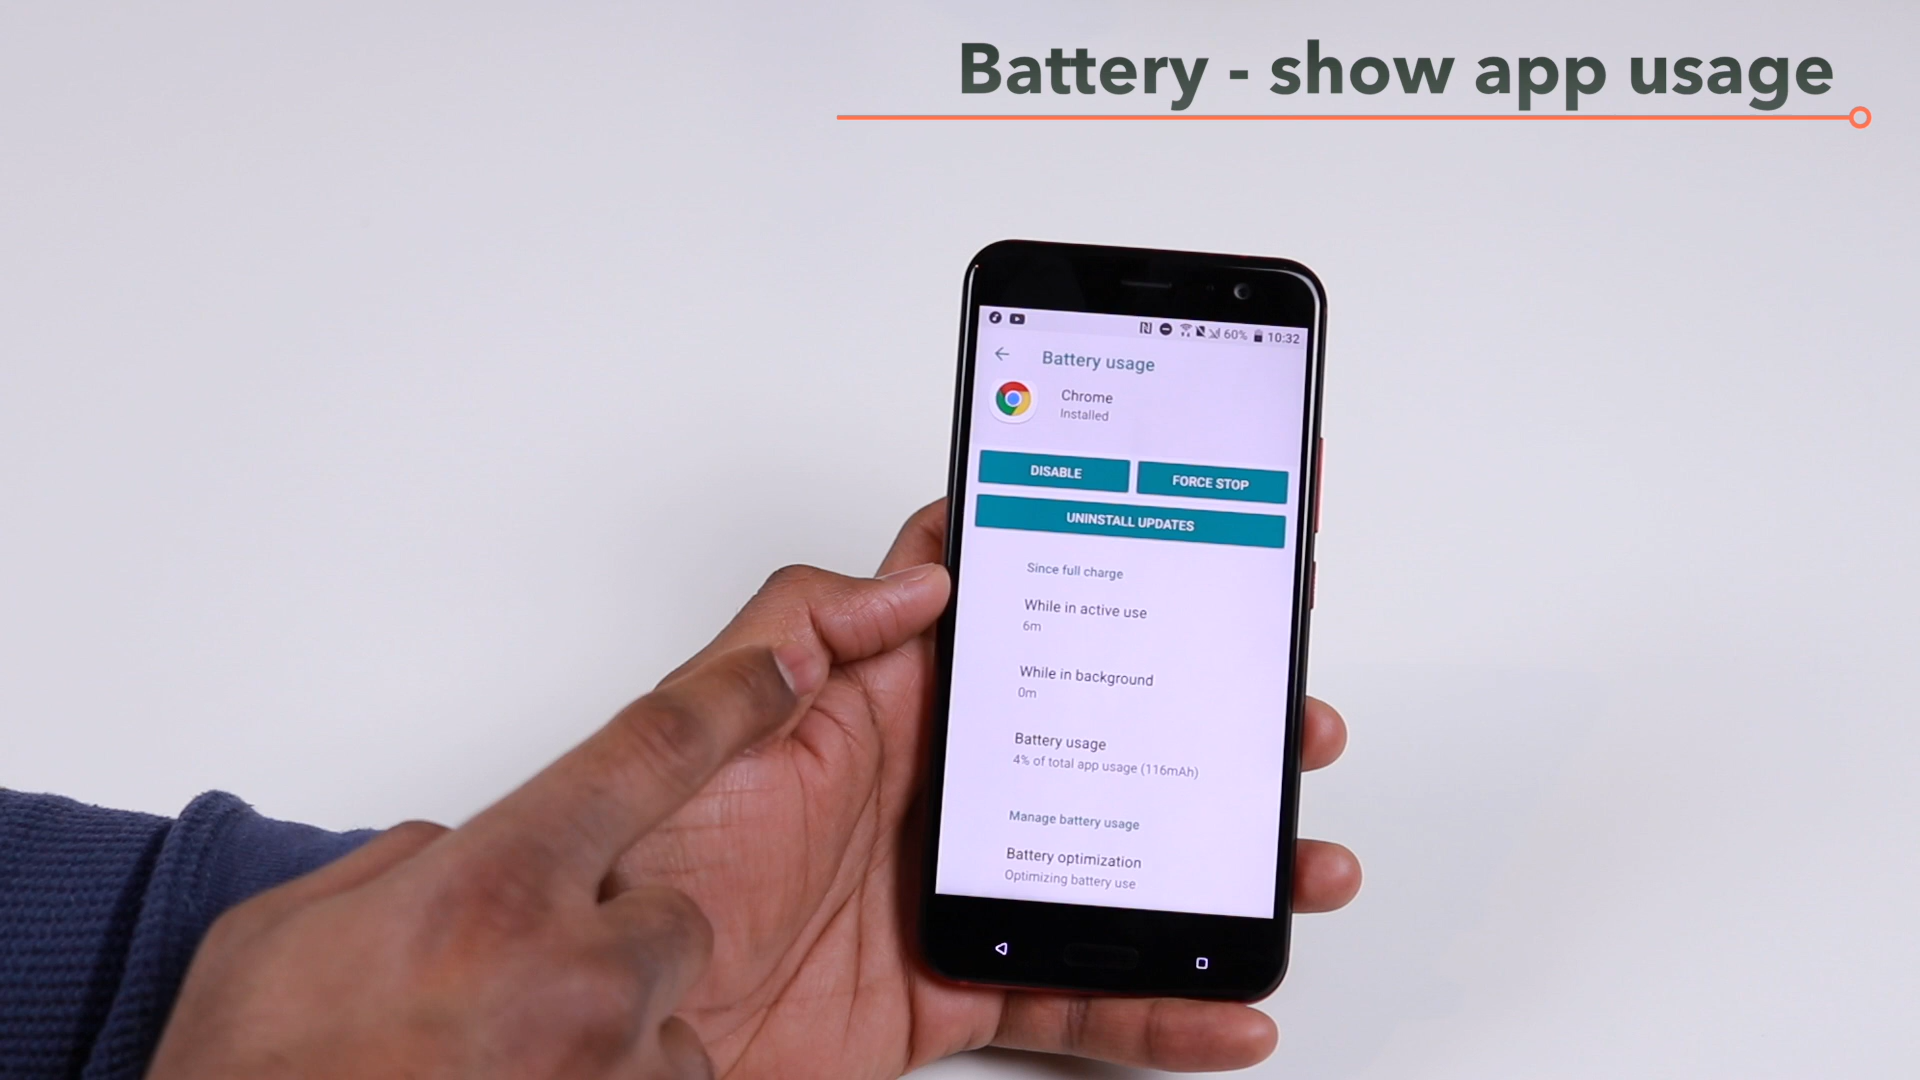 Battery - show app usage
60% 10:32
Battery usage
Chrome
Installed
DISABLE
FORCE STOP
UNINSTALL UPDATES
Since full charge
While in active use
6m
While in background
0m
Battery usage
4% of total app usage (116mAh)
Manage battery usage
Battery optimization
Optimizing battery use